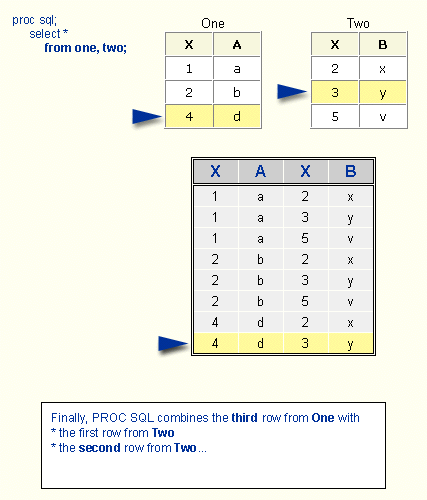 proc sql;
select *
from one, two;
One Two
X A X B
1 a 2 x
2 b 3 y
4 d 5 v
X A X B
1 a 2 x
1 a 3 y
1 a 5 v
2 b 2 x
2 b 3 y
2 b 5 v
4 d 2 x
4 d 3 y
Finally, PROC SQL combines the third row from One with
* the first row from Two
* the second row from Two...